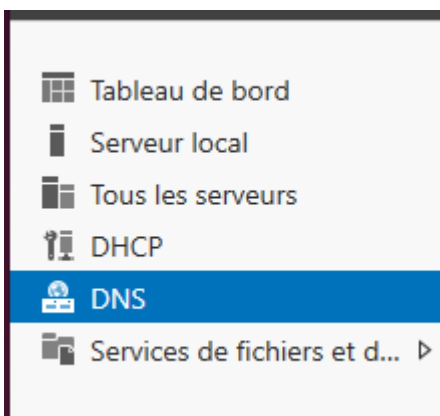 Tableau de bord
Serveur local
Tous les serveurs
DHCP
DNS
Services de fichiers et d...